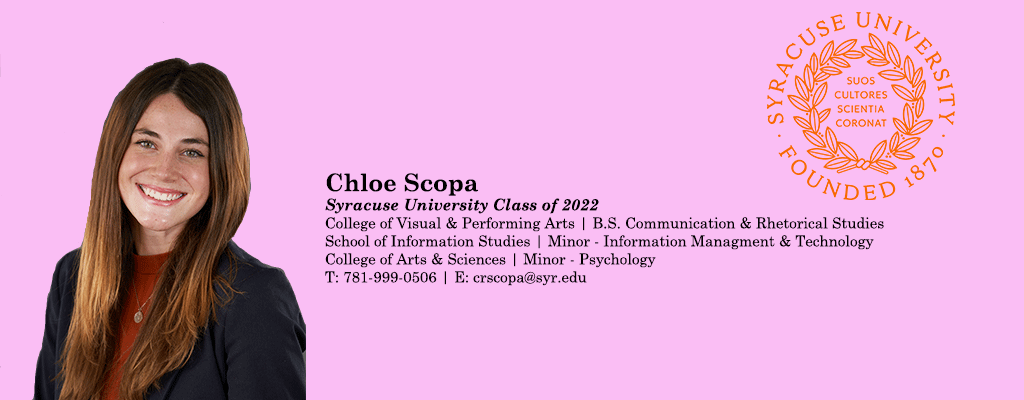 Chloe Scopa
Syracuse University Class of 2022
College of Visual & Performing Arts | B.S. Communication & Rhetorical Studies
School of Information Studies | Minor - Information Managment & Technology
College of Arts & Sciences | Minor - Psychology
T: 781-999-0506 | E: crscopa@syr.edu
SYRACUSE UNIVERSITY
SUOS
CULTORES
SCIENTIA
CORONAT
· FOUNDED 1870 ·